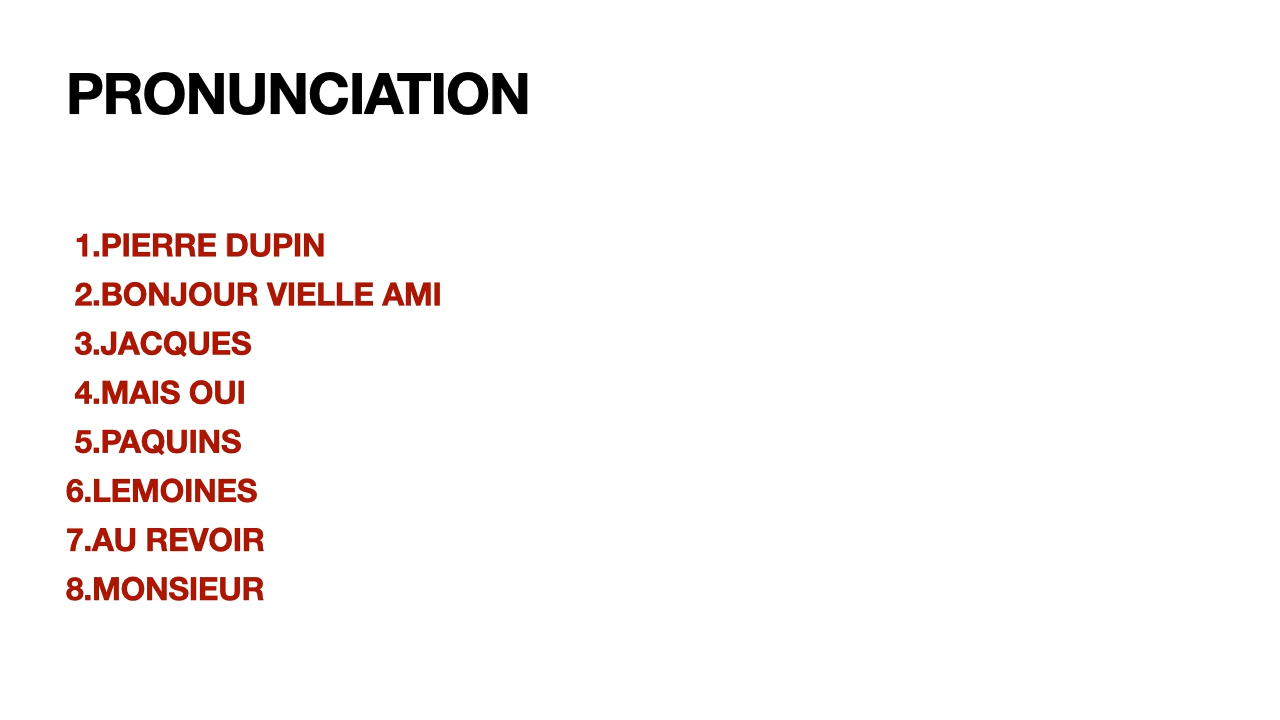 PRONUNCIATION
1.PIERRE DUPIN
2.BONJOUR VIELLE AMI
3.JACQUES
4.MAIS OUI
5.PAQUINS
6.LEMOINES
7.AU REVOIR
8.MONSIEUR